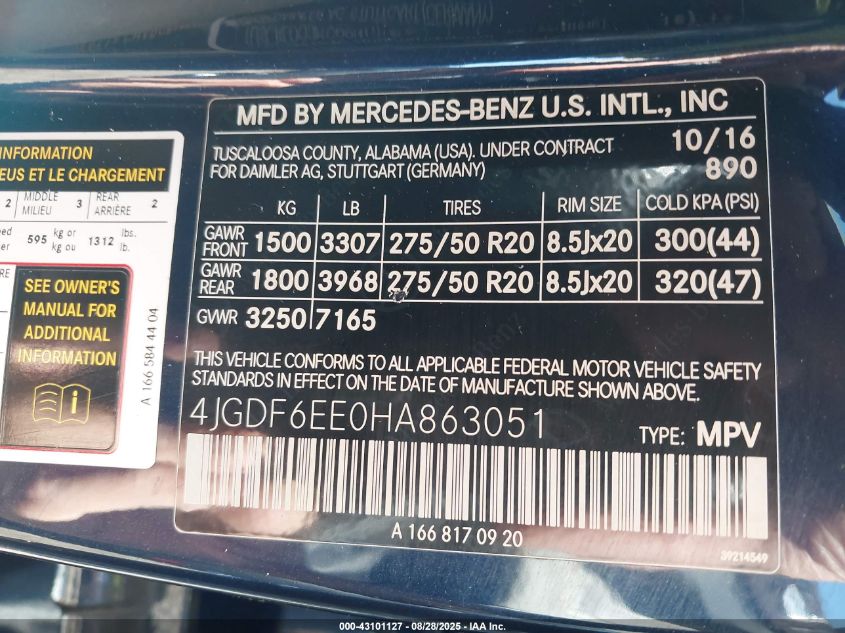 MFD BY MERCEDES-BENZ U.S. INTL., INC
TUSCALOOSA COUNTY, ALABAMA (USA). UNDER CONTRACT 10/16
FOR DAIMLER AG, STUTTGART (GERMANY) 890
KG LB TIRES RIM SIZE COLD KPA (PSI)
GAWR FRONT 1500 3307 275/50 R20 8.5Jx20 300(44)
GAWR REAR 1800 3968 275/50 R20 8.5Jx20 320(47)
GVWR 3250 7165
THIS VEHICLE CONFORMS TO ALL APPLICABLE FEDERAL MOTOR VEHICLE SAFETY
STANDARDS IN EFFECT ON THE DATE OF MANUFACTURE SHOWN ABOVE.
4JGDF6EE0HA863051 TYPE: MPV
A 166 817 09 20
39214549
INFORMATION
EUS ET LE CHARGEMENT
2 MIDDLE 3 REAR 2
MILIEU ARRIÈRE
595 kg or 1312 lbs.
kg ou lb.
SEE OWNER'S
MANUAL FOR
ADDITIONAL
INFORMATION
A 166 584 44 04
000-43101127 - 08/28/2025 - IAA Inc.